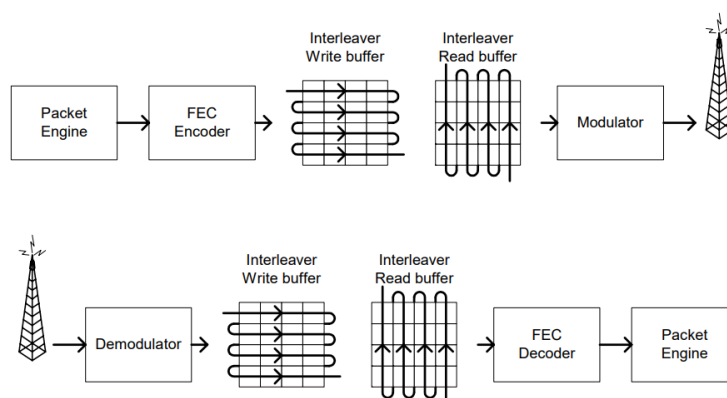 Interleaver
Write buffer
Interleaver
Read buffer
Packet
Engine
FEC
Encoder
Modulator
Interleaver
Write buffer
Interleaver
Read buffer
Demodulator
FEC
Decoder
Packet
Engine